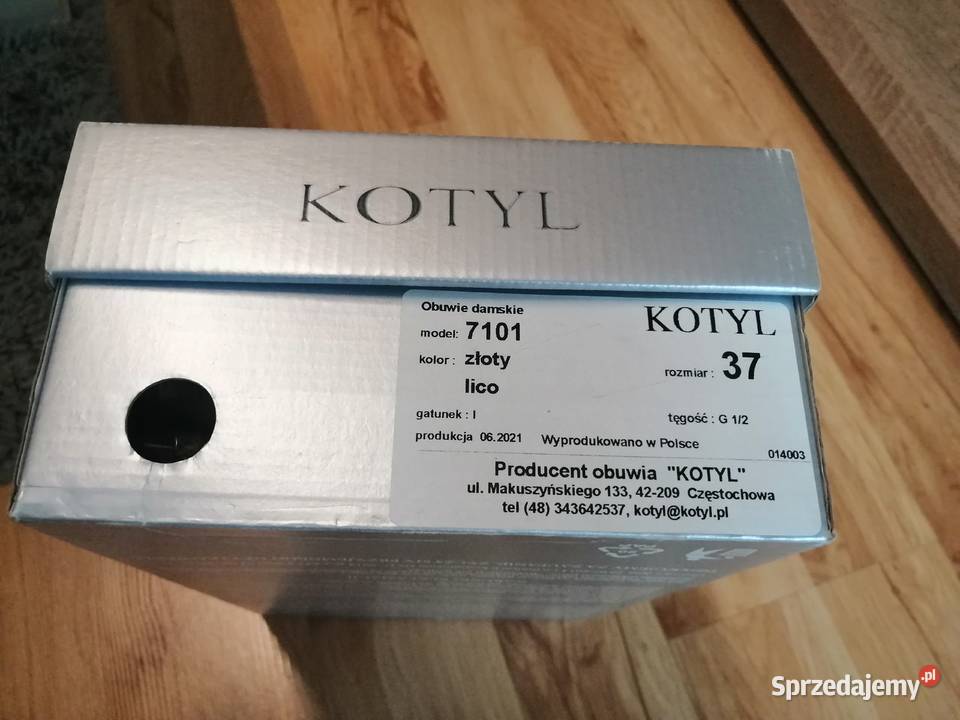 KOTYL
Obuwie damskie
KOTYL
model: 7101
kolor : złoty
rozmiar : 37
lico
gatunek : I
tęgość : G 1/2
produkcja 06.2021 Wyprodukowano w Polsce
014003
Producent obuwia "KOTYL"
ul. Makuszyńskiego 133, 42-209 Częstochowa
tel (48) 343642537, kotyl@kotyl.pl
Sprzedajemy.pl